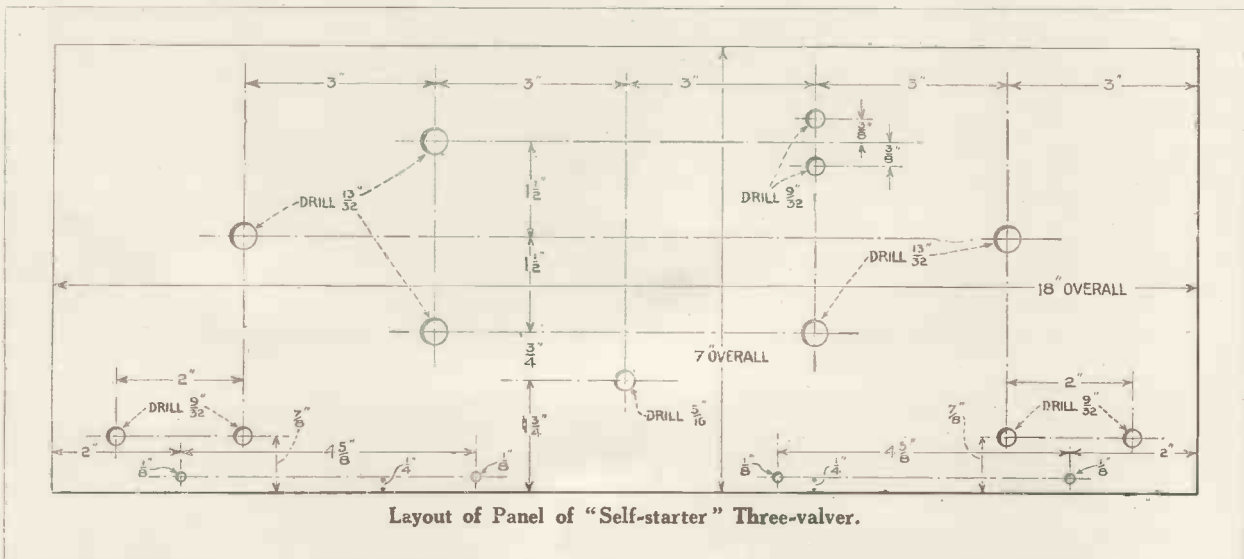 3" 3" 3" 3" 3"
5/8"
3/8"
DRILL 9/32"
1 1/2"
DRILL 13/32"
DRILL 13/32"
1 1/2"
18" OVERALL
3/4"
7" OVERALL
2" 2"
DRILL 9/32" 7/8" DRILL 5/16" 7/8" DRILL 9/32"
1 3/4"
2" 4 5/8" 4 5/8" 2"
1/8" 1/4" 1/8" 1/8" 1/4" 1/8"
Layout of Panel of "Self-starter" Three-valver.